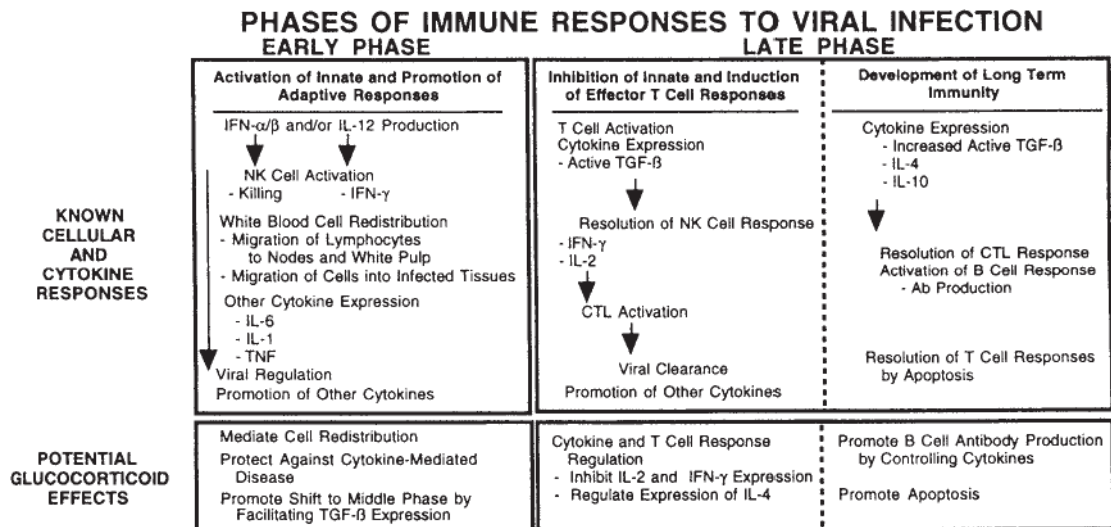 PHASES OF IMMUNE RESPONSES TO VIRAL INFECTION
EARLY PHASE
LATE PHASE
KNOWN
CELLULAR
AND
CYTOKINE
RESPONSES
Activation of Innate and Promotion of
Adaptive Responses
IFN-α/β and/or IL-12 Production
NK Cell Activation
- Killing - IFN-γ
White Blood Cell Redistribution
- Migration of Lymphocytes
to Nodes and White Pulp
- Migration of Cells into Infected Tissues
Other Cytokine Expression
- IL-6
- IL-1
- TNF
Viral Regulation
Promotion of Other Cytokines
Inhibition of Innate and Induction
of Effector T Cell Responses
T Cell Activation
Cytokine Expression
- Active TGF-β
Resolution of NK Cell Response
- IFN-γ
- IL-2
CTL Activation
Viral Clearance
Promotion of Other Cytokines
Development of Long Term
Immunity
Cytokine Expression
- Increased Active TGF-β
- IL-4
- IL-10
Resolution of CTL Response
Activation of B Cell Response
- Ab Production
Resolution of T Cell Responses
by Apoptosis
POTENTIAL
GLUCOCORTICOID
EFFECTS
Mediate Cell Redistribution
Protect Against Cytokine-Mediated
Disease
Promote Shift to Middle Phase by
Facilitating TGF-β Expression
Cytokine and T Cell Response
Regulation
- Inhibit IL-2 and IFN-γ Expression
- Regulate Expression of IL-4
Promote B Cell Antibody Production
by Controlling Cytokines
Promote Apoptosis